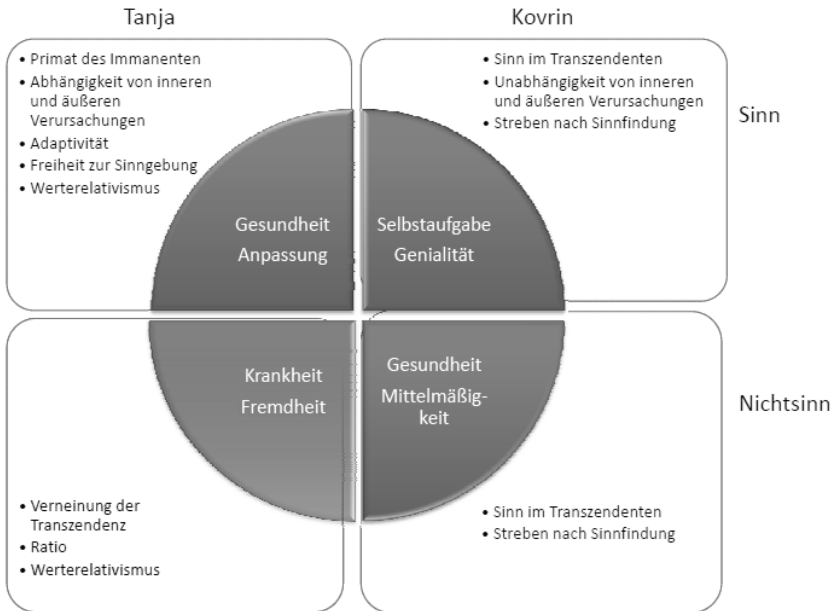 Tanja
Kovrin
• Primat des Immanenten
• Abhängigkeit von inneren
und äußeren
Verursachungen
• Adaptivität
• Freiheit zur Sinngebung
• Werterelativismus
• Sinn im Transzendenten
• Unabhängigkeit von inneren
und äußeren Verursachungen
• Streben nach Sinnfindung
Sinn
Gesundheit
Anpassung
Selbstaufgabe
Genialität
Krankheit
Fremdheit
Gesundheit
Mittelmäßig-
keit
Nichtsinn
• Verneinung der
Transzendenz
• Ratio
• Werterelativismus
• Sinn im Transzendenten
• Streben nach Sinnfindung